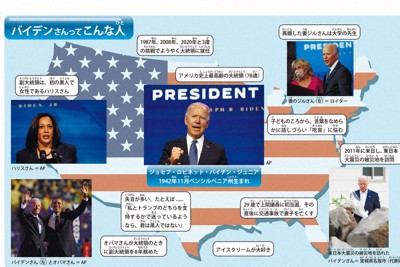 バイデンさんってこんな人
1987年、2008年、2020年と3度
の挑戦でようやく大統領に就任
再婚した妻ジルさんは大学の先生
副大統領は、初の黒人で
女性であるハリスさん
アメリカ史上最高齢の大統領（78歳）
PRESIDENT
妻のジルさん（左）＝ロイター
子どものころから、言葉をなめら
かに話しづらい「吃音」に悩む
ハリスさん＝AP
＝AP
2011年に来日し、東日本
大震災の被災地を訪問
ジョセフ・ロビネット・バイデン・ジュニア
1942年11月ペンシルベニア州生まれ
失言が多い。たとえば……
「私とトランプのどちらを支
持するかで迷っているような
なら、君は黒人ではない」
29歳で上院議員に初当選、その
直後に交通事故で妻子を亡くす
オバマさんが大統領のとき
に副大統領を8年務めた
アイスクリームが大好き
バイデンさん（左）とオバマさん＝AP
東日本大震災の被災地を訪れた
バイデンさん＝宮城県名取市